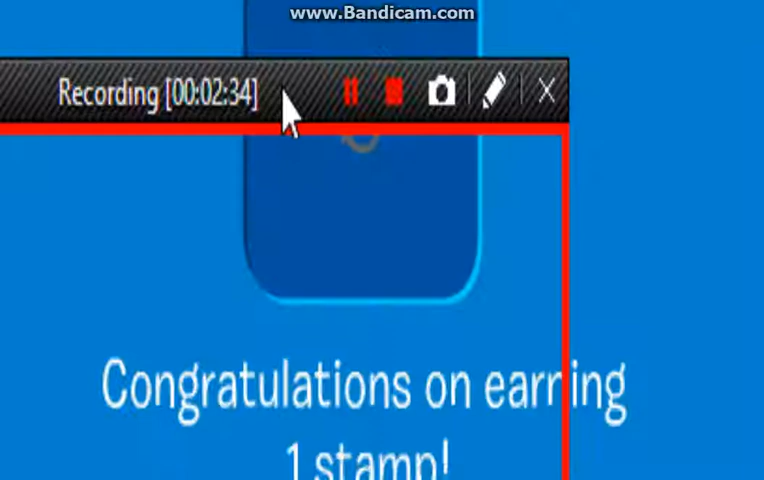 www.Bandicam.com
Recording [00:02:34]
Congratulations on earning
1 stamp!